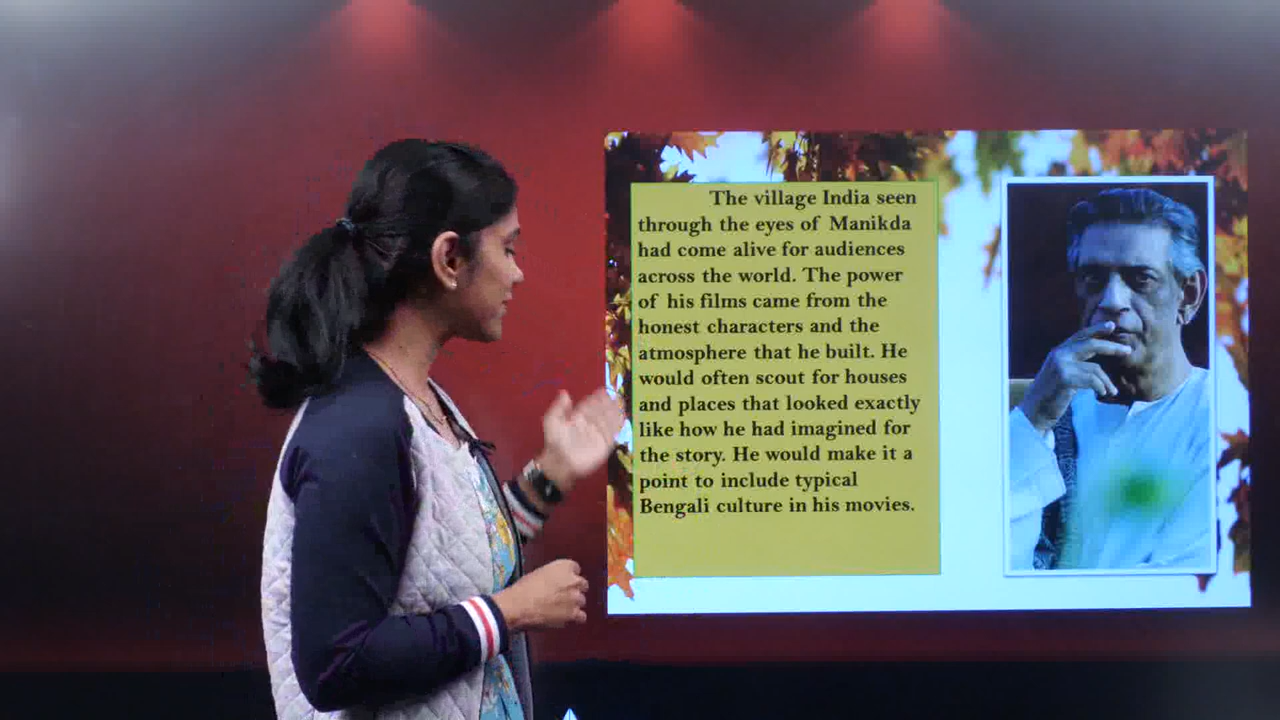 The village India seen
through the eyes of Manikda
had come alive for audiences
across the world. The power
of his films came from the
honest characters and the
atmosphere that he built. He
would often scout for houses
and places that looked exactly
like how he had imagined for
the story. He would make it a
point to include typical
Bengali culture in his movies.